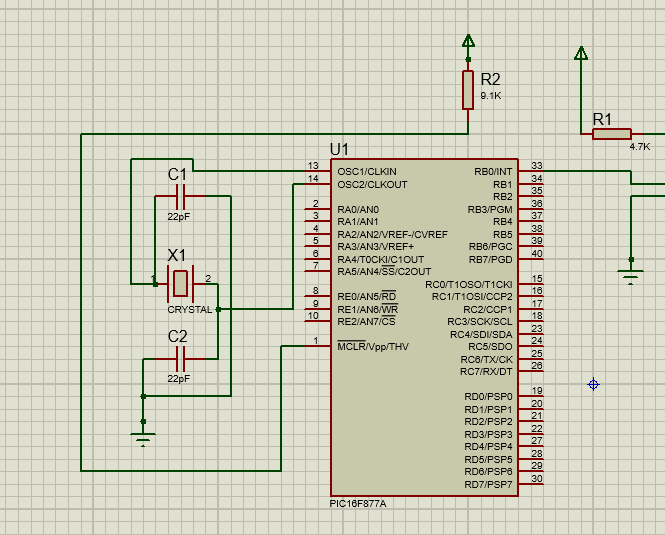 R2
9.1K
R1
4.7K
U1
13 OSC1/CLKIN RB0/INT 33
14 OSC2/CLKOUT RB1 34
RB2 35
2 RA0/AN0 RB3/PGM 36
3 RA1/AN1 RB4 37
4 RA2/AN2/VREF-/CVREF RB5 38
5 RA3/AN3/VREF+ RB6/PGC 39
6 RA4/T0CKI/C1OUT RB7/PGD 40
7 RA5/AN4/SS/C2OUT
RC0/T1OSO/T1CKI 15
8 RE0/AN5/RD RC1/T1OSI/CCP2 16
9 RE1/AN6/WR RC2/CCP1 17
10 RE2/AN7/CS RC3/SCK/SCL 18
RC4/SDI/SDA 23
1 MCLR/Vpp/THV RC5/SDO 24
RC6/TX/CK 25
RC7/RX/DT 26
RD0/PSP0 19
RD1/PSP1 20
RD2/PSP2 21
RD3/PSP3 22
RD4/PSP4 27
RD5/PSP5 28
RD6/PSP6 29
RD7/PSP7 30
PIC16F877A
C1
22pF
X1
1 2
CRYSTAL
C2
22pF